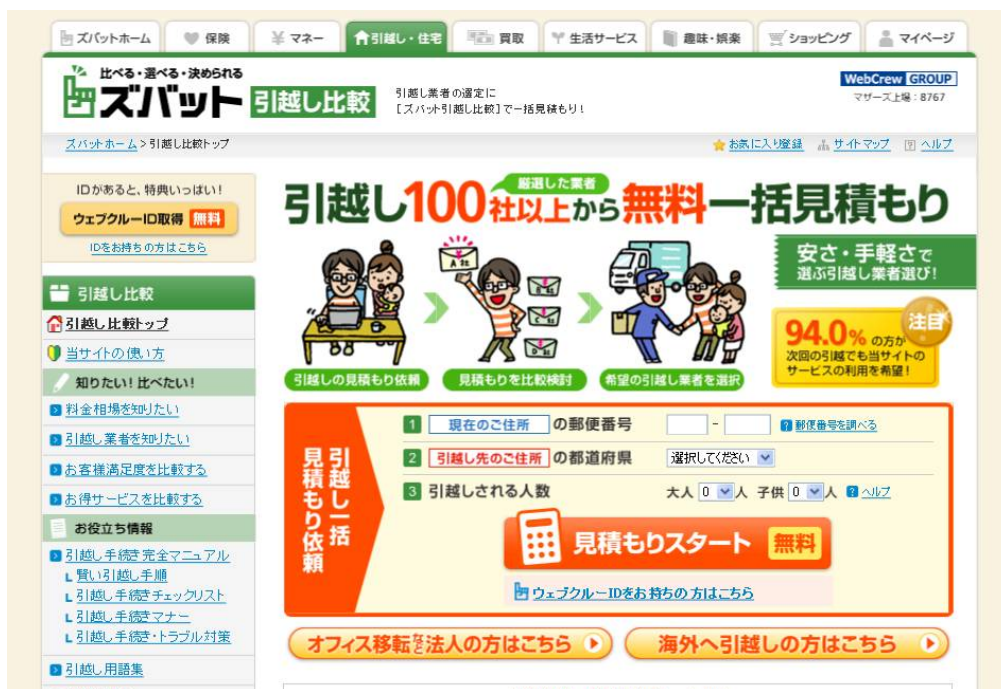 ズバットホーム
保険
マネー
引越し・住宅
買取
生活サービス
趣味・娯楽
ショッピング
マイページ
比べる・選べる・決められる
ズバット 引越し比較
引越し業者の選定に
[ズバット引越し比較]で一括見積もり!
WebCrew GROUP
マザーズ上場:8767
ズバットホーム>引越し比較トップ
お気に入り登録
サイトマップ
ヘルプ
IDがあると、特典いっぱい!
ウェブクルーID取得 無料
IDをお持ちの方はこちら
引越し比較
引越し比較トップ
当サイトの使い方
知りたい!比べたい!
料金相場を知りたい
引越し業者を知りたい
お客様満足度を比較する
お得サービスを比較する
お役立ち情報
引越し手続き完全マニュアル
賢い引越し手順
引越し手続きチェックリスト
引越し手続きマナー
引越し手続き・トラブル対策
引越し用語集
厳選した業者
引越し100社以上から無料一括見積もり
安さ・手軽さで
選ぶ引越し業者選び!
注目
94.0%の方が
次回の引越でも当サイトの
サービスの利用を希望!
引越しの見積もり依頼
見積もりを比較検討
希望の引越し業者を選択
引越し一括
見積もり依頼
1 現在のご住所 の郵便番号 - 郵便番号を調べる
2 引越し先のご住所 の都道府県 選択してください
3 引越しされる人数 大人 0 人 子供 0 人 ヘルプ
見積もりスタート 無料
ウェブクルーIDをお持ちの方はこちら
オフィス移転など法人の方はこちら
海外へ引越しの方はこちら